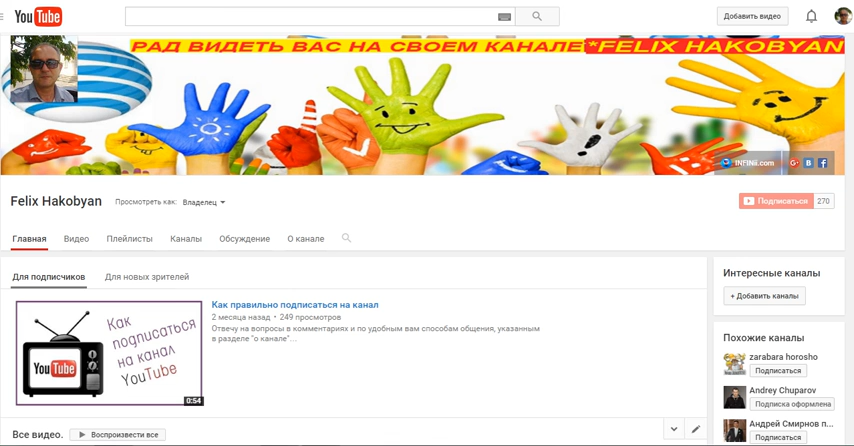 YouTube
Добавить видео
РАД ВИДЕТЬ ВАС НА СВОЕМ КАНАЛЕ *FELIX HAKOBYAN
INFINii.com
Felix Hakobyan
Просмотреть как: Владелец
Подписаться 270
Главная Видео Плейлисты Каналы Обсуждение О канале
Для подписчиков Для новых зрителей
Как
подписаться
на канал
YouTube
YouTube
0:54
Как правильно подписаться на канал
2 месяца назад • 249 просмотров
Отвечу на вопросы в комментариях и по удобным вам способам общения, указанным
в разделе "о канале"...
Все видео. Воспроизвести все
Интересные каналы
+ Добавить каналы
Похожие каналы
zarabara horosho
Подписаться
Andrey Chuparov
Подписка оформлена
Андрей Смирнов п...
Подписаться